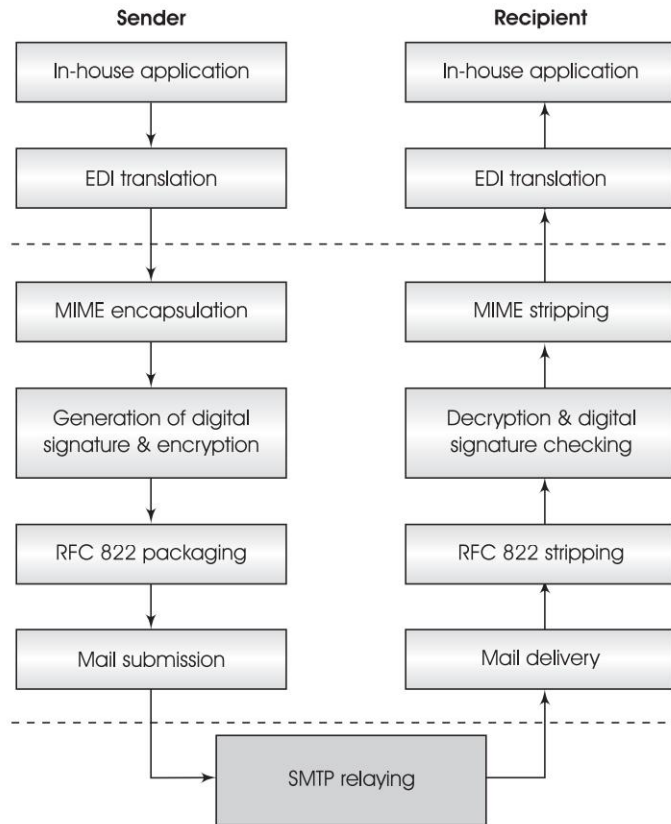 Sender
Recipient
In-house application
In-house application
EDI translation
EDI translation
MIME encapsulation
MIME stripping
Generation of digital
signature & encryption
Decryption & digital
signature checking
RFC 822 packaging
RFC 822 stripping
Mail submission
Mail delivery
SMTP relaying